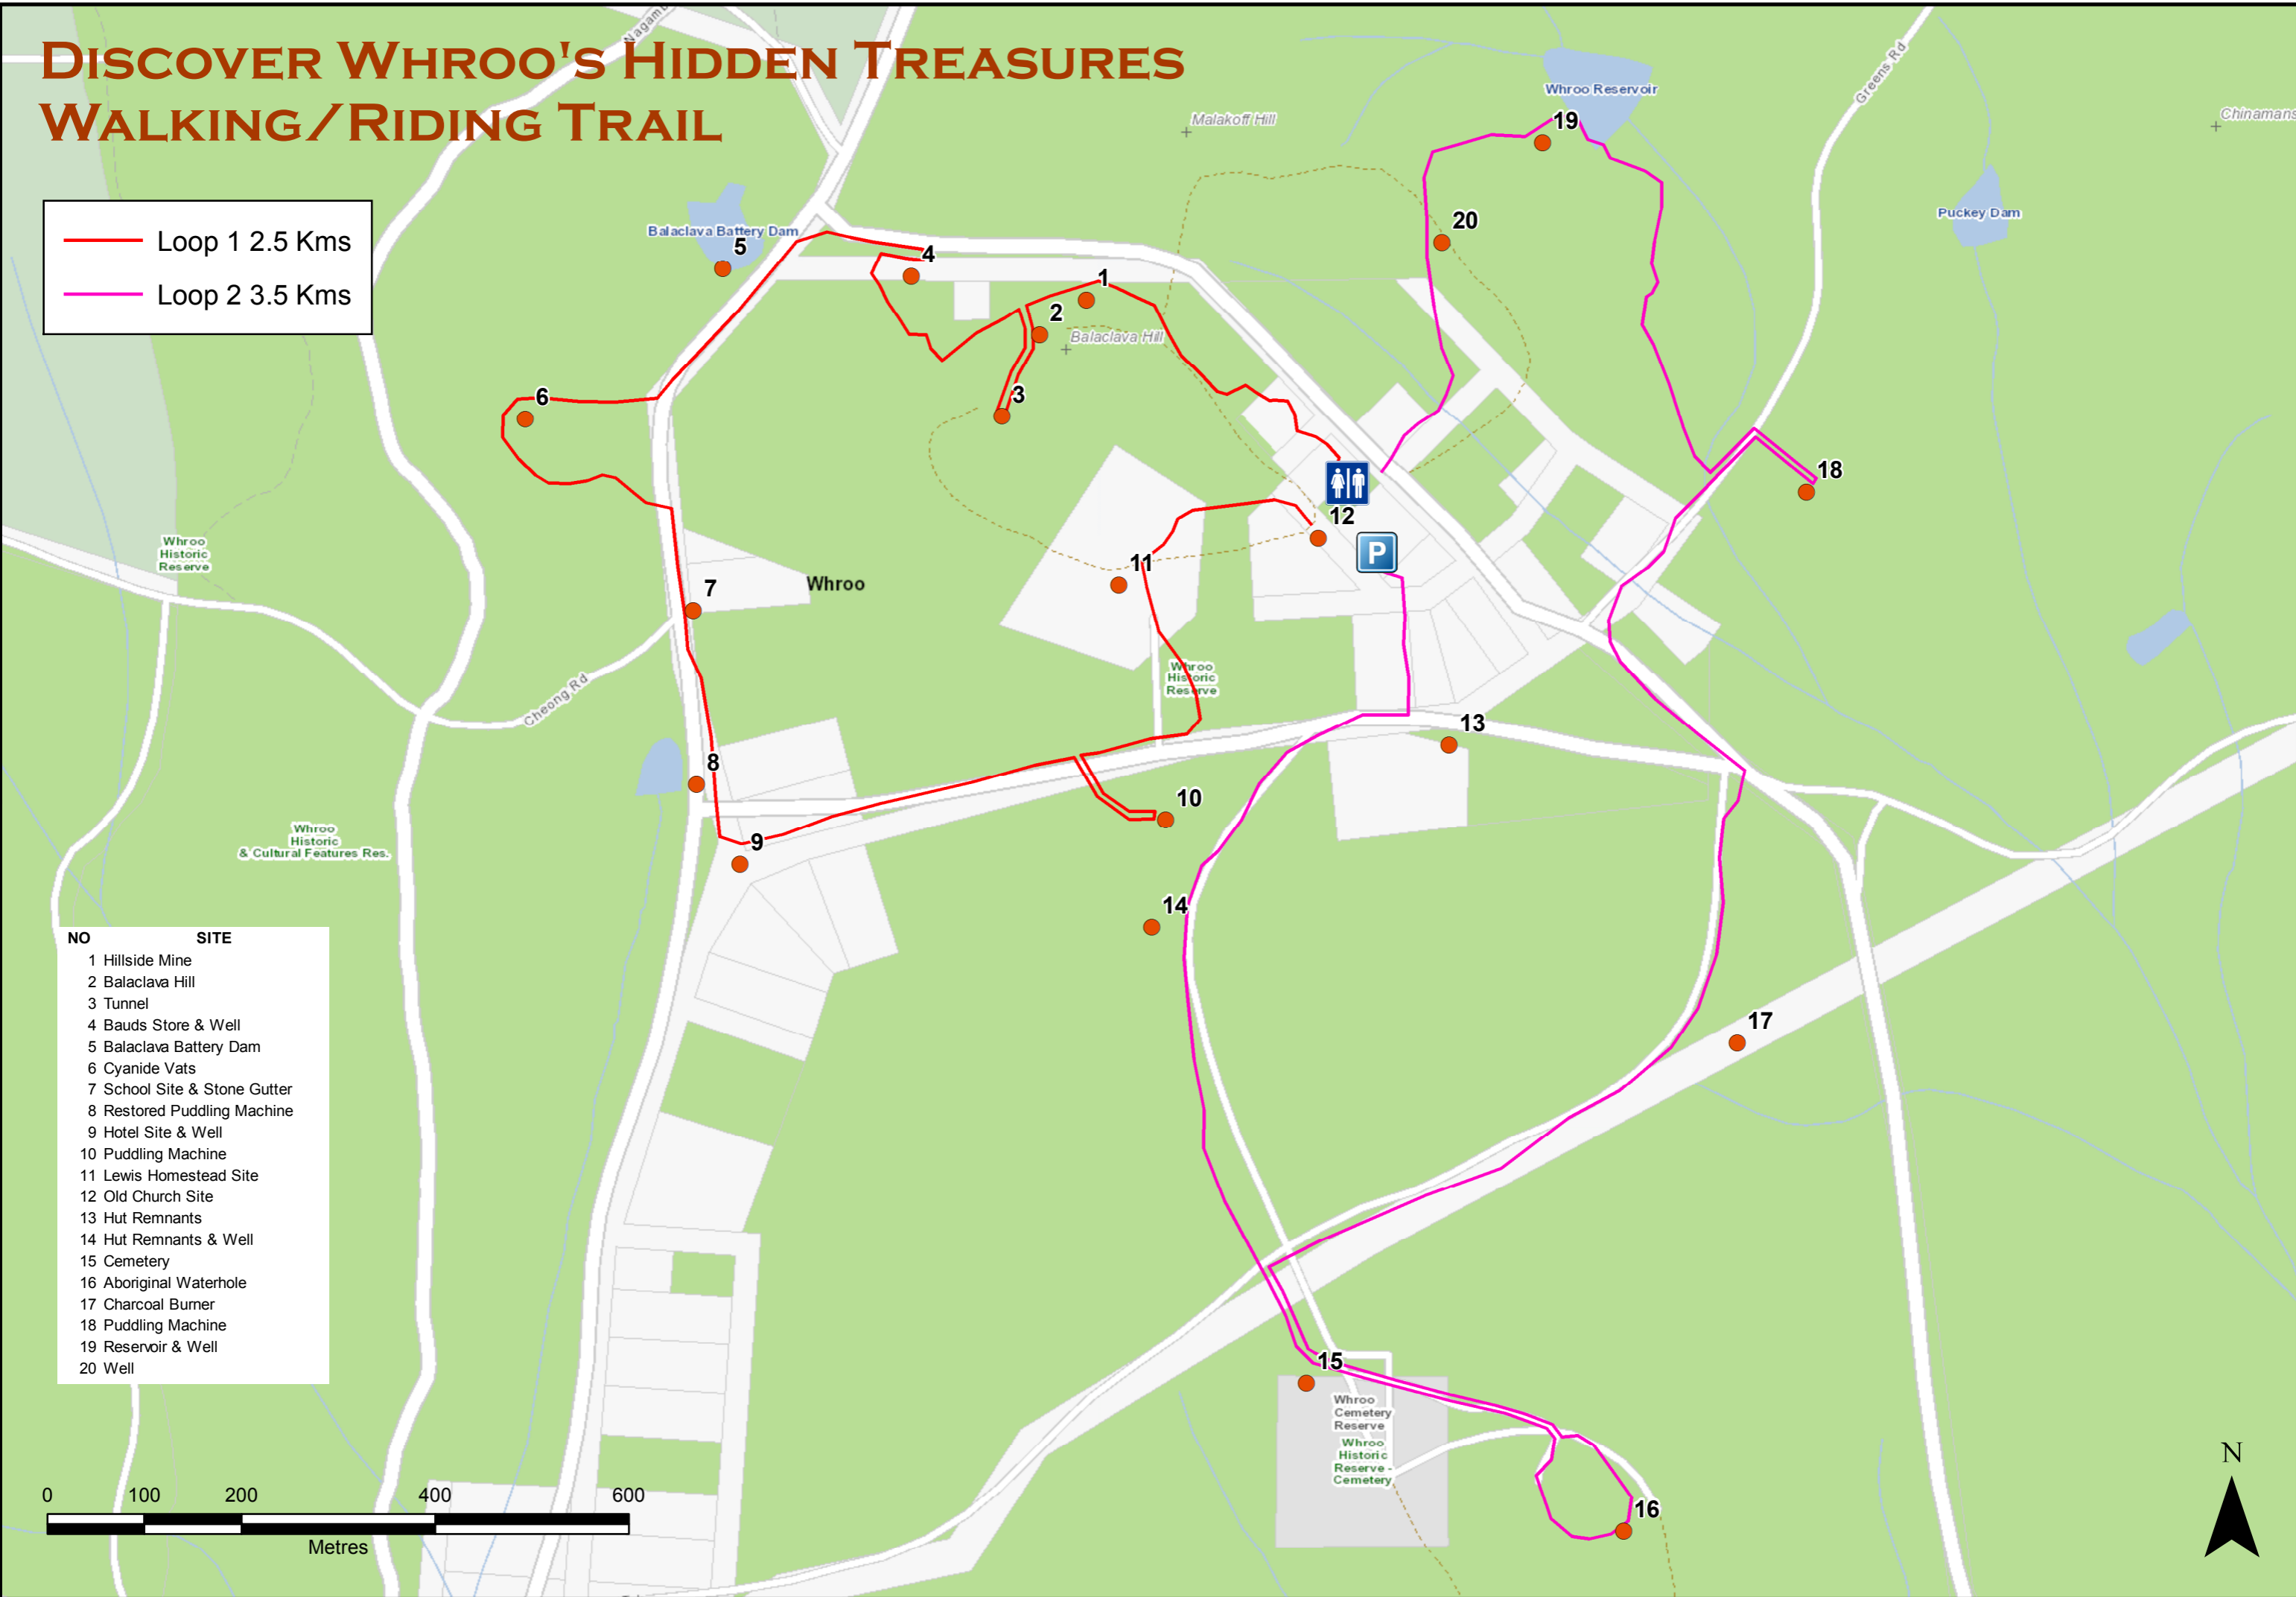 DISCOVER WHROO'S HIDDEN TREASURES
WALKING/RIDING TRAIL
Loop 1 2.5 Kms
Loop 2 3.5 Kms
Malakoff Hill
Whroo Reservoir
Greens Rd
Chinamans
Puckey Dam
Balaclava Battery Dam
Balaclava Hill
1
2
3
4
5
6
7
8
9
10
11
12
13
14
15
16
17
18
19
20
P
Whroo
Historic
Reserve
Whroo
Cheong Rd
Whroo
Historic
Reserve
Whroo
Historic
& Cultural Features Res.
Whroo
Cemetery
Reserve
Whroo
Historic
Reserve -
Cemetery
NO SITE
1 Hillside Mine
2 Balaclava Hill
3 Tunnel
4 Bauds Store & Well
5 Balaclava Battery Dam
6 Cyanide Vats
7 School Site & Stone Gutter
8 Restored Puddling Machine
9 Hotel Site & Well
10 Puddling Machine
11 Lewis Homestead Site
12 Old Church Site
13 Hut Remnants
14 Hut Remnants & Well
15 Cemetery
16 Aboriginal Waterhole
17 Charcoal Burner
18 Puddling Machine
19 Reservoir & Well
20 Well
0 100 200 400 600
Metres
N